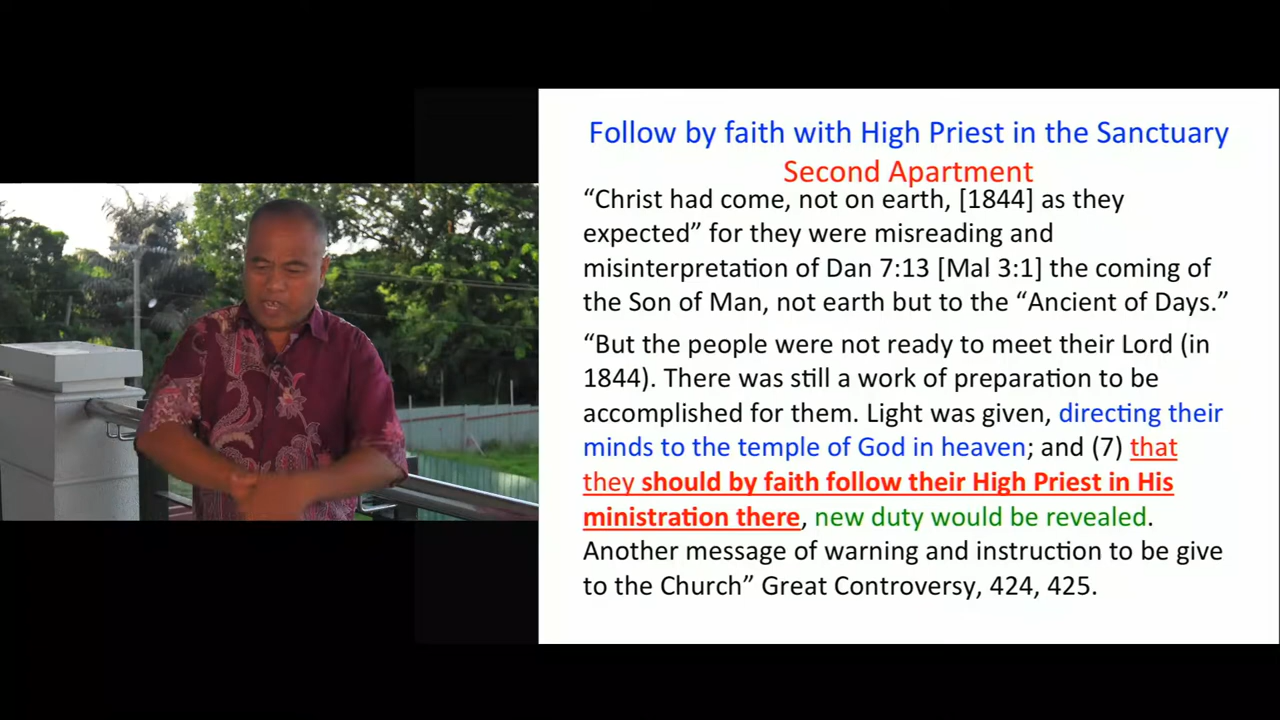 Follow by faith with High Priest in the Sanctuary
Second Apartment
“Christ had come, not on earth, [1844] as they
expected” for they were misreading and
misinterpretation of Dan 7:13 [Mal 3:1] the coming of
the Son of Man, not earth but to the “Ancient of Days.”
“But the people were not ready to meet their Lord (in
1844). There was still a work of preparation to be
accomplished for them. Light was given, directing their
minds to the temple of God in heaven; and (7) that
they should by faith follow their High Priest in His
ministration there, new duty would be revealed.
Another message of warning and instruction to be give
to the Church” Great Controversy, 424, 425.